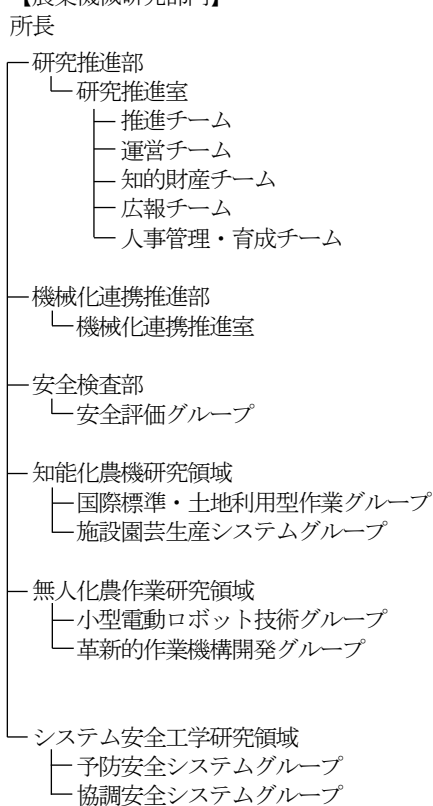 【農業機械研究部門】
所長
研究推進部
研究推進室
推進チーム
運営チーム
知的財産チーム
広報チーム
人事管理・育成チーム
機械化連携推進部
機械化連携推進室
安全検査部
安全評価グループ
知能化農機研究領域
国際標準・土地利用型作業グループ
施設園芸生産システムグループ
無人化農作業研究領域
小型電動ロボット技術グループ
革新的作業機構開発グループ
システム安全工学研究領域
予防安全システムグループ
協調安全システムグループ